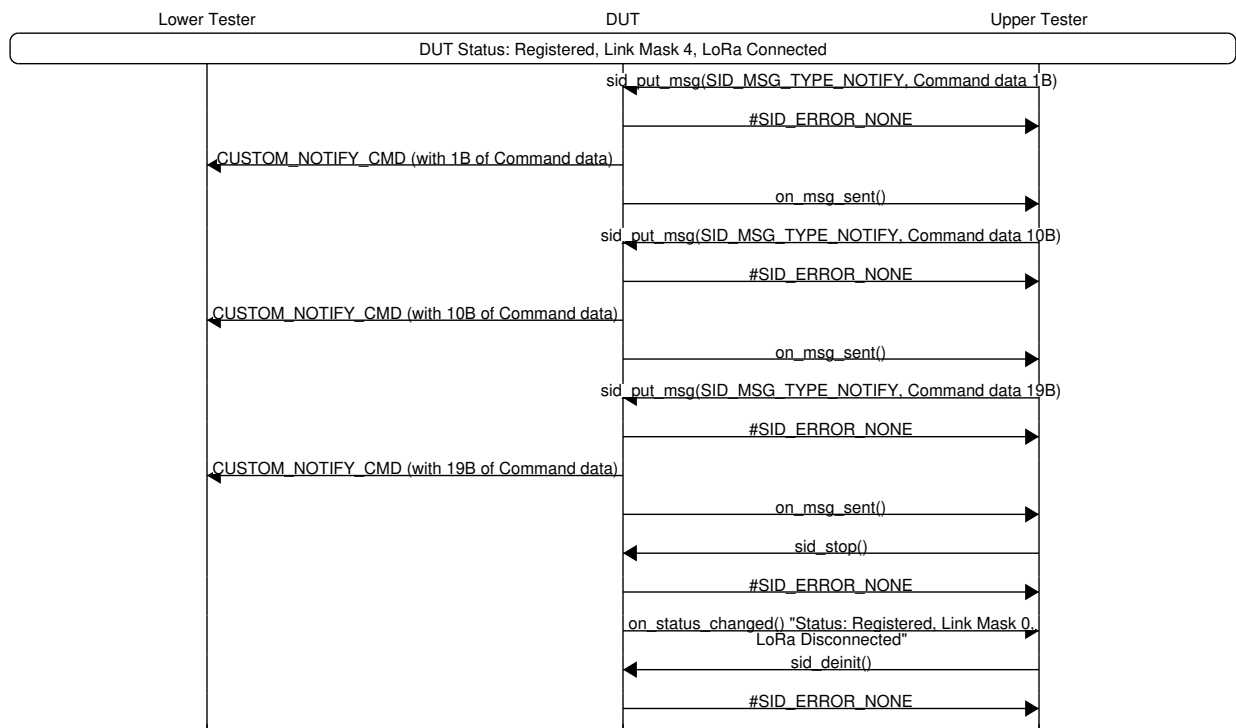 Lower Tester DUT Upper Tester
DUT Status: Registered, Link Mask 4, LoRa Connected
sid_put_msg(SID_MSG_TYPE_NOTIFY, Command data 1B)
#SID_ERROR_NONE
CUSTOM_NOTIFY_CMD (with 1B of Command data)
on_msg_sent()
sid_put_msg(SID_MSG_TYPE_NOTIFY, Command data 10B)
#SID_ERROR_NONE
CUSTOM_NOTIFY_CMD (with 10B of Command data)
on_msg_sent()
sid_put_msg(SID_MSG_TYPE_NOTIFY, Command data 19B)
#SID_ERROR_NONE
CUSTOM_NOTIFY_CMD (with 19B of Command data)
on_msg_sent()
sid_stop()
#SID_ERROR_NONE
on_status_changed() "Status: Registered, Link Mask 0,
LoRa Disconnected"
sid_deinit()
#SID_ERROR_NONE